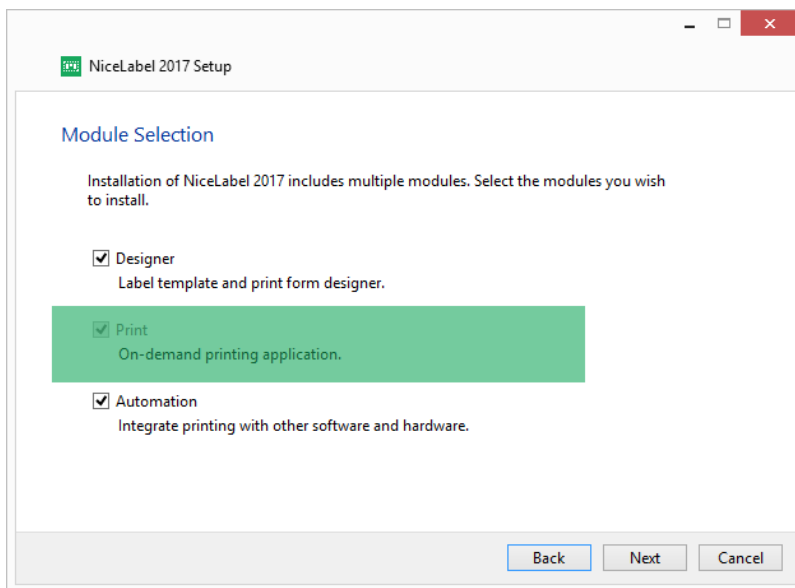 NiceLabel 2017 Setup
Module Selection
Installation of NiceLabel 2017 includes multiple modules. Select the modules you wish
to install.
Designer
Label template and print form designer.
Print
On-demand printing application.
Automation
Integrate printing with other software and hardware.
Back Next Cancel